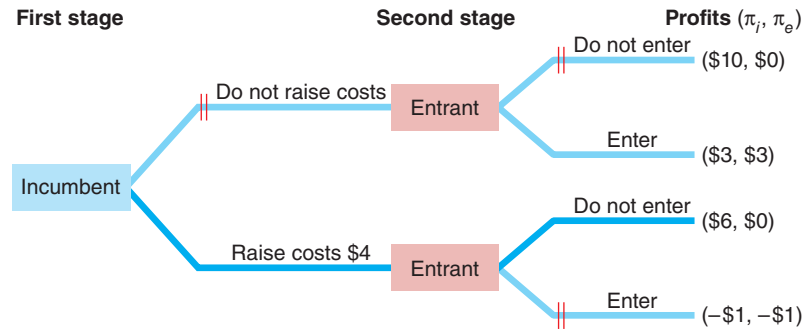 First stage
Second stage
Profits (πi, πe)
Do not enter
($10, $0)
Do not raise costs
Entrant
Enter
($3, $3)
Incumbent
Do not enter
($6, $0)
Raise costs $4
Entrant
Enter
(–$1, –$1)